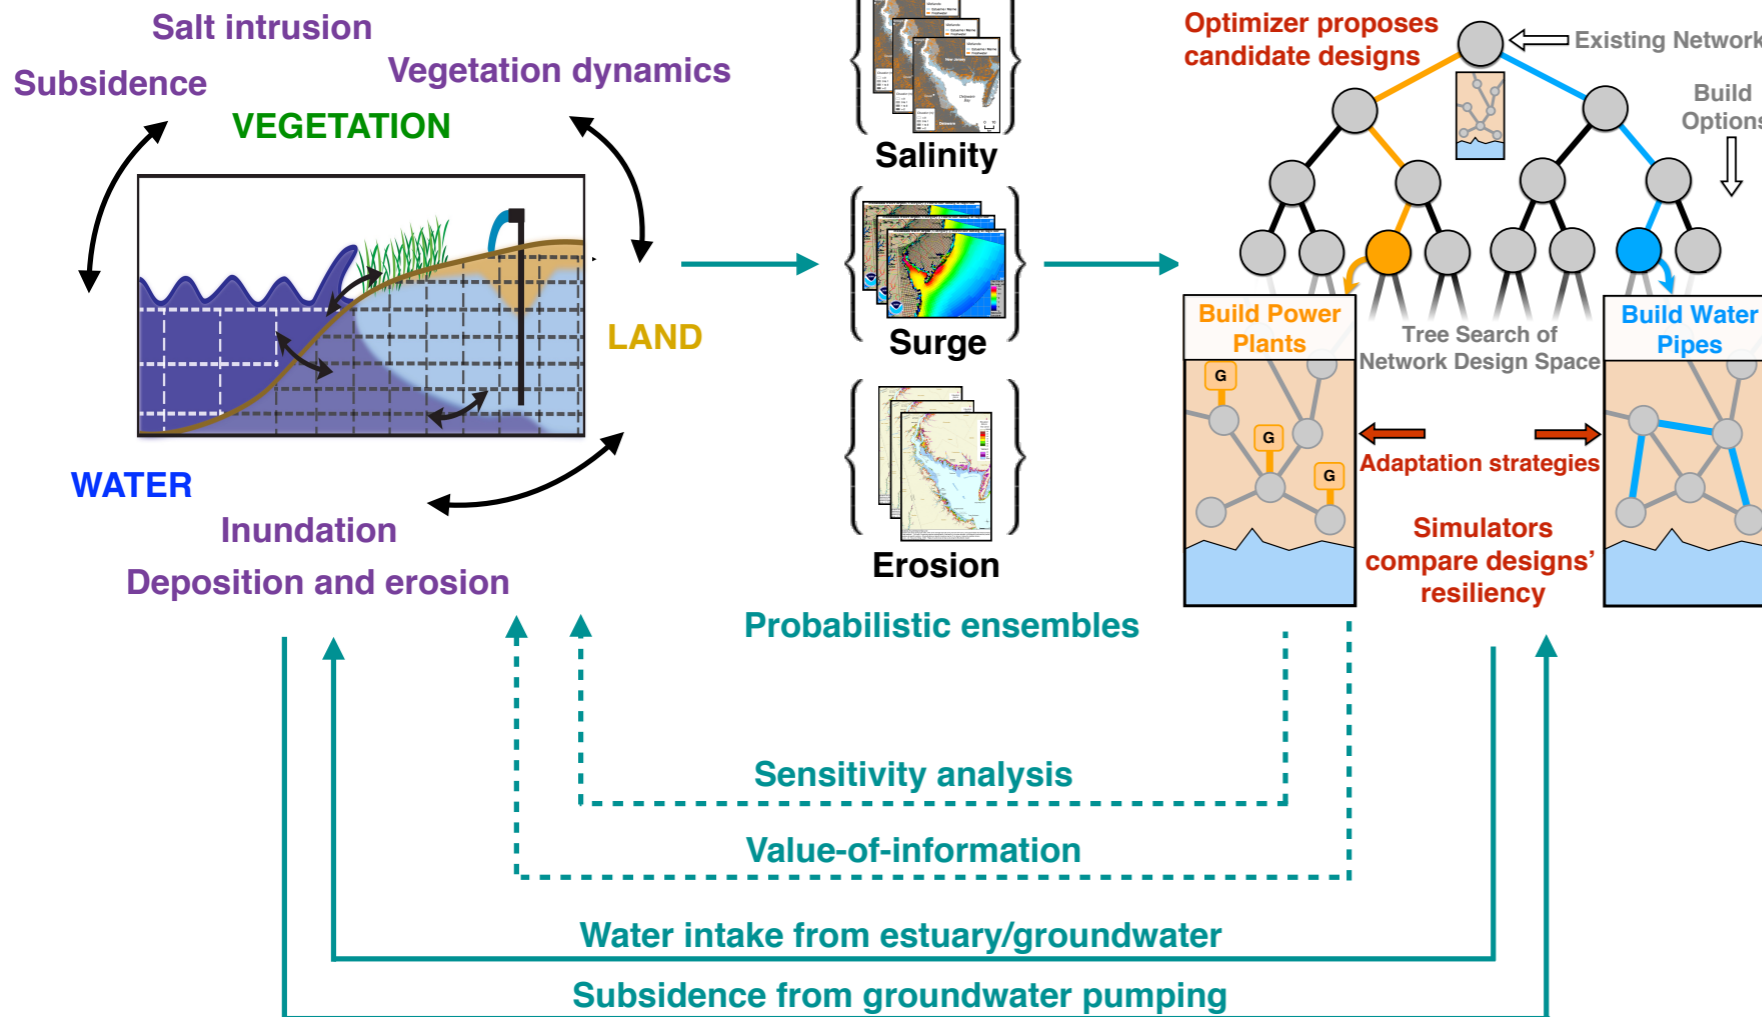 Salt intrusion
Subsidence
Vegetation dynamics
VEGETATION
LAND
WATER
Inundation
Deposition and erosion
Salinity
Surge
Erosion
Probabilistic ensembles
Optimizer proposes
candidate designs
Existing Network
Build
Options
Build Power
Plants
Tree Search of
Network Design Space
Build Water
Pipes
G
G
G
Adaptation strategies
Simulators
compare designs’
resiliency
Sensitivity analysis
Value-of-information
Water intake from estuary/groundwater
Subsidence from groundwater pumping